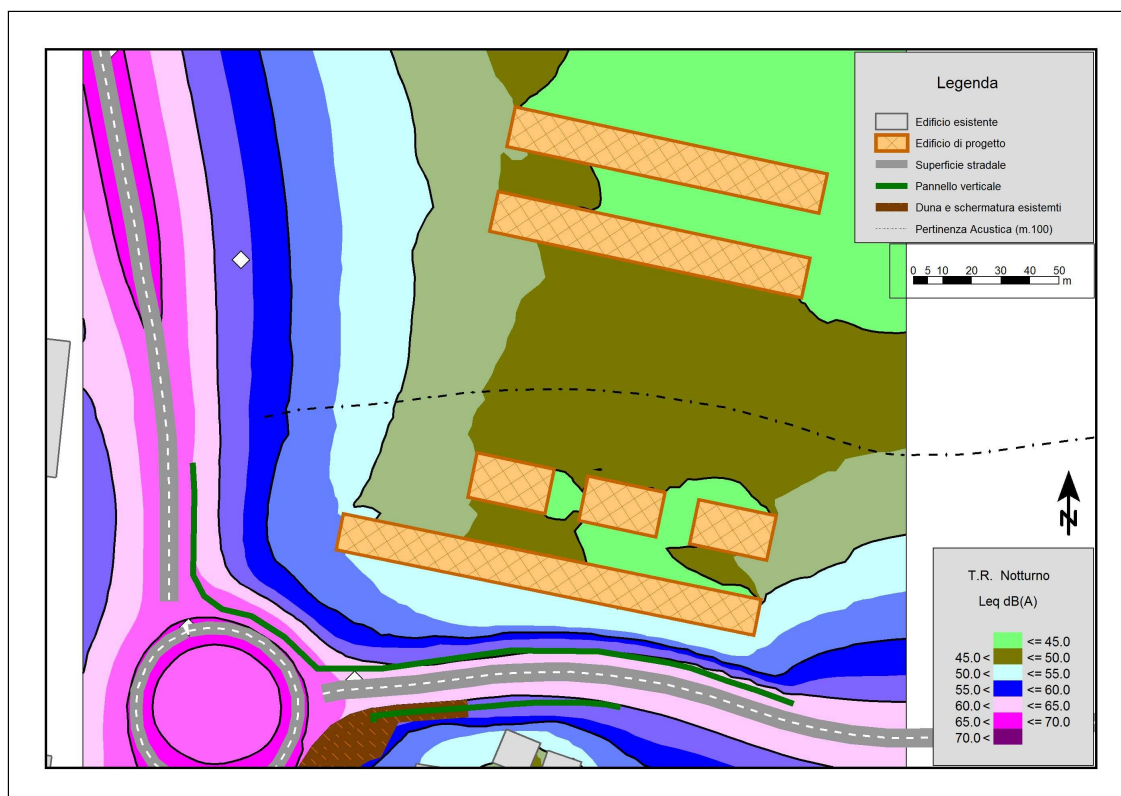 Legenda
Edificio esistente
Edificio di progetto
Superficie stradale
Pannello verticale
Duna e schermatura esistemti
Pertinenza Acustica (m.100)
0 5 10 20 30 40 50
m
N
T.R. Notturno
Leq dB(A)
<= 45.0
45.0 < <= 50.0
50.0 < <= 55.0
55.0 < <= 60.0
60.0 < <= 65.0
65.0 < <= 70.0
70.0 <